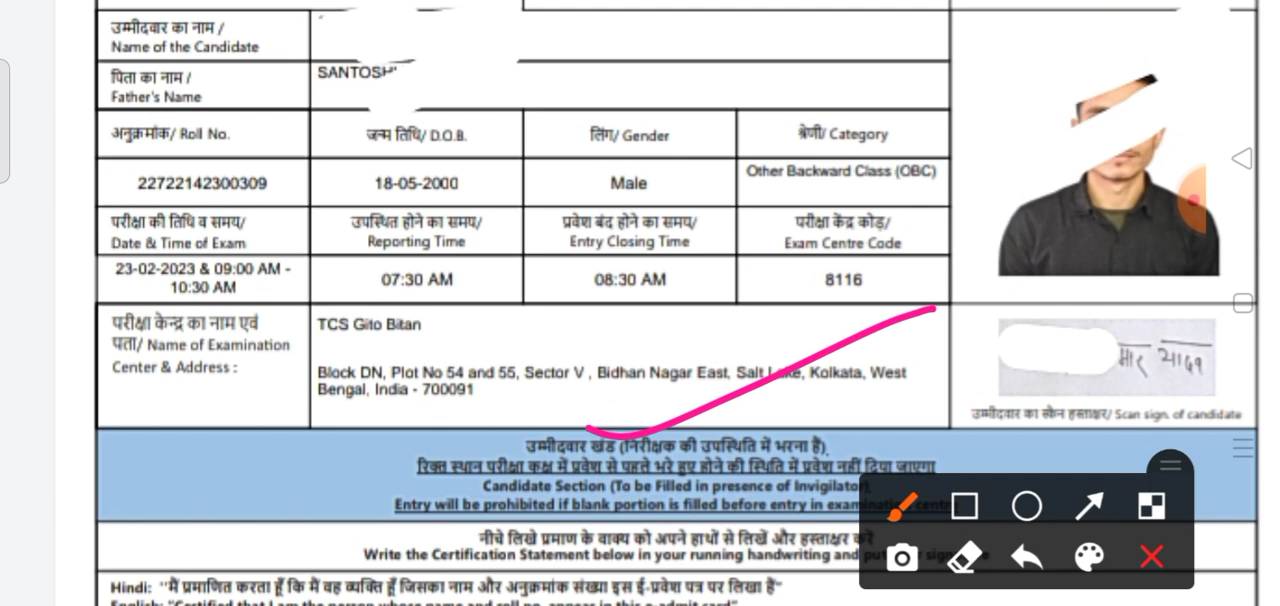 उम्मीदवार का नाम /
Name of the Candidate
पिता का नाम /
Father's Name
SANTOSH
अनुक्रमांक/ Roll No.
जन्म तिथि/ D.O.B.
लिंग/ Gender
श्रेणी/ Category
22722142300309
18-05-2000
Male
Other Backward Class (OBC)
परीक्षा की तिथि व समय/
Date & Time of Exam
उपस्थित होने का समय/
Reporting Time
प्रवेश बंद होने का समय/
Entry Closing Time
परीक्षा केंद्र कोड/
Exam Centre Code
23-02-2023 & 09:00 AM -
10:30 AM
07:30 AM
08:30 AM
8116
परीक्षा केन्द्र का नाम एवं
पता/ Name of Examination
Center & Address :
TCS Gito Bitan
Block DN, Plot No 54 and 55, Sector V , Bidhan Nagar East, Salt Lake, Kolkata, West
Bengal, India - 700091
मार यादव
उम्मीदवार का स्कैन हस्ताक्षर/ Scan sign. of candidate
उम्मीदवार खंड (निरीक्षक की उपस्थिति में भरना है),
रिक्त स्थान परीक्षा कक्ष में प्रवेश से पहले भरे हुए होने की स्थिति में प्रवेश नहीं दिया जाएगा
Candidate Section (To be Filled in presence of Invigilator),
Entry will be prohibited if blank portion is filled before entry in examination centre
नीचे लिखे प्रमाण के वाक्य को अपने हाथों से लिखें और हस्ताक्षर करें
Write the Certification Statement below in your running handwriting and put your signature
Hindi: "मैं प्रमाणित करता हूँ कि मैं वह व्यक्ति हूँ जिसका नाम और अनुक्रमांक संख्या इस ई-प्रवेश पत्र पर लिखा है"
English: "Certified that I am the person whose name and roll no. appear in this e-admit card"